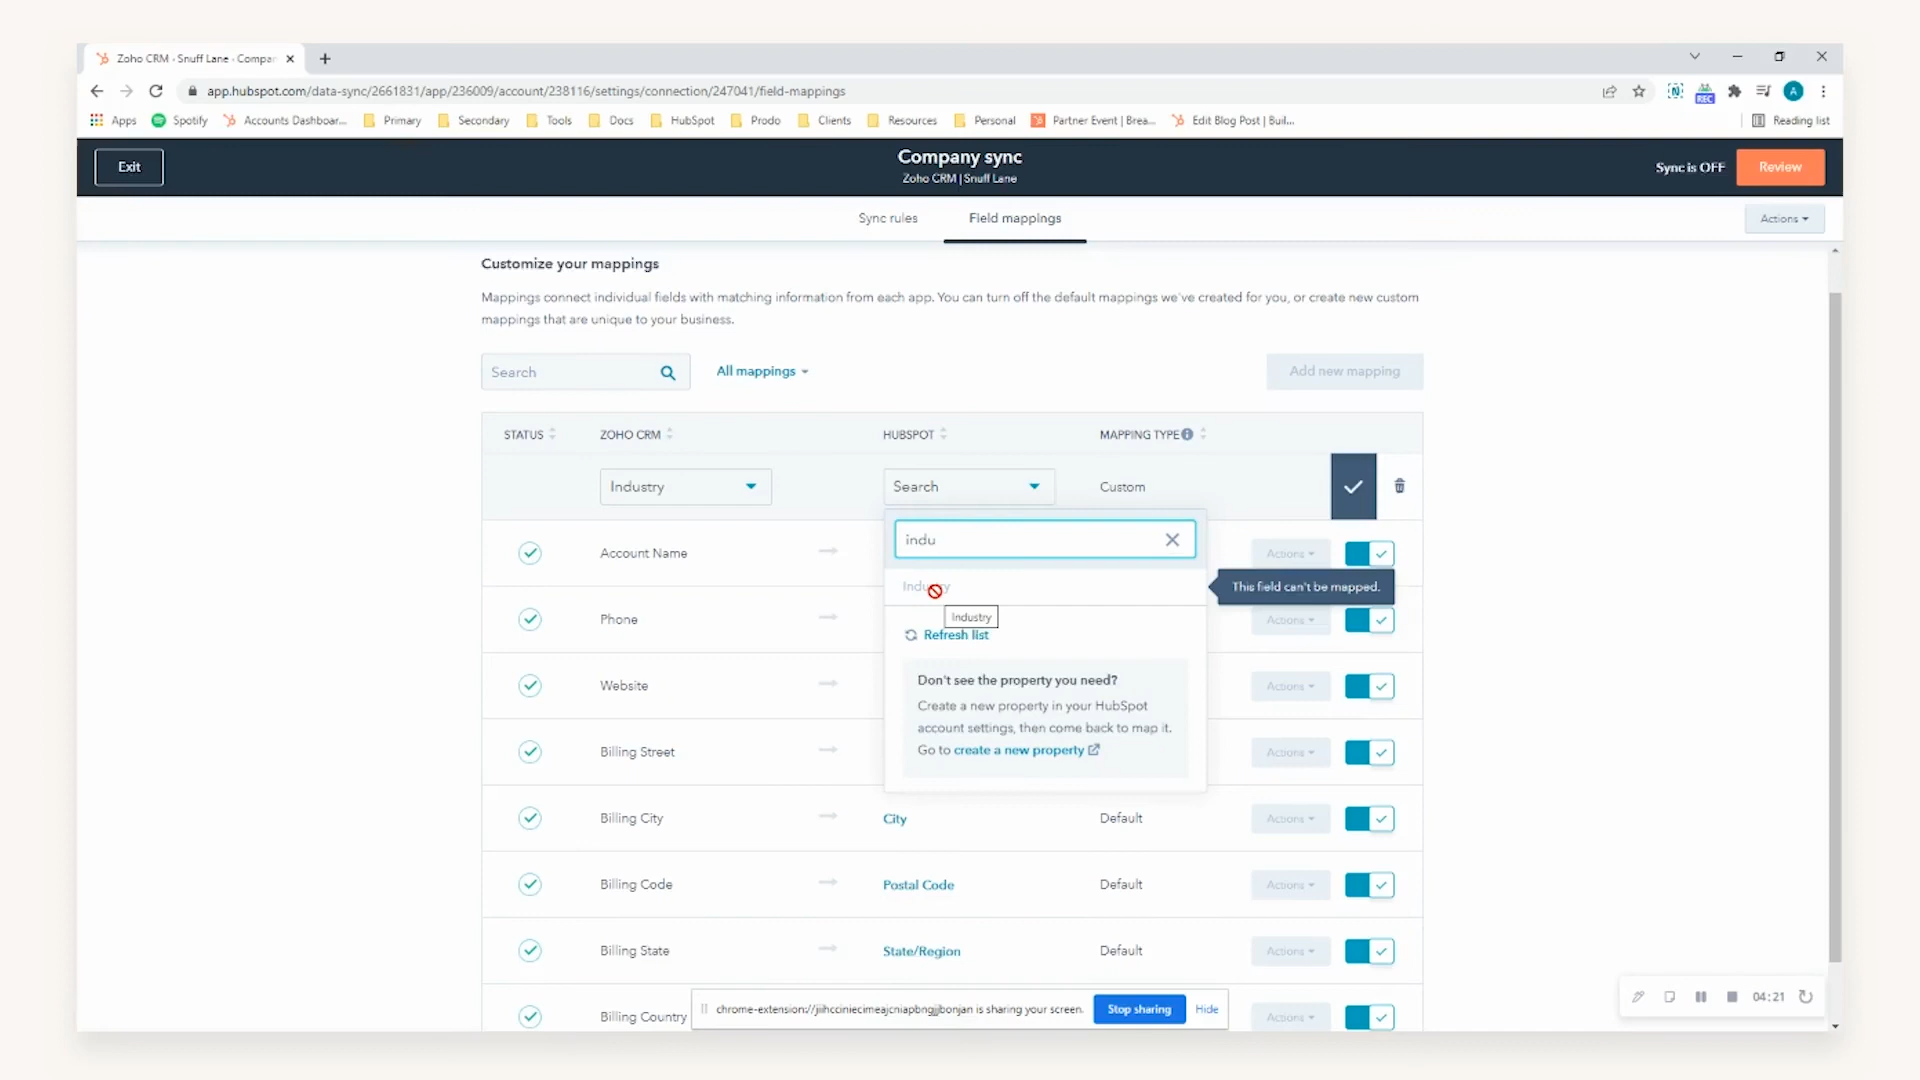 Zoho CRM - Snuff Lane - Compar
app.hubspot.com/data-sync/2661831/app/236009/account/238116/settings/connection/247041/field-mappings
REC
A
Apps
Spotify
Accounts Dashboar...
Primary
Secondary
Tools
Docs
HubSpot
Prodo
Clients
Resources
Personal
Partner Event | Brea...
Edit Blog Post | Buil...
Reading list
Exit
Company sync
Zoho CRM | Snuff Lane
Sync is OFF
Review
Sync rules
Field mappings
Actions
Customize your mappings
Mappings connect individual fields with matching information from each app. You can turn off the default mappings we've created for you, or create new custom
mappings that are unique to your business.
Search
All mappings
Add new mapping
STATUS
ZOHO CRM
HUBSPOT
MAPPING TYPE
Industry
Search
Custom
indu
Account Name
Actions
Industry
This field can't be mapped.
Industry
Phone
Actions
Refresh list
Don't see the property you need?
Create a new property in your HubSpot
account settings, then come back to map it.
Go to create a new property
Website
Actions
Billing Street
Actions
Billing City
City
Default
Actions
Billing Code
Postal Code
Default
Actions
Billing State
State/Region
Default
Actions
Billing Country
Actions
chrome-extension://jiihcciniecimeajcniapbngjjbonjan is sharing your screen.
Stop sharing
Hide
04:21